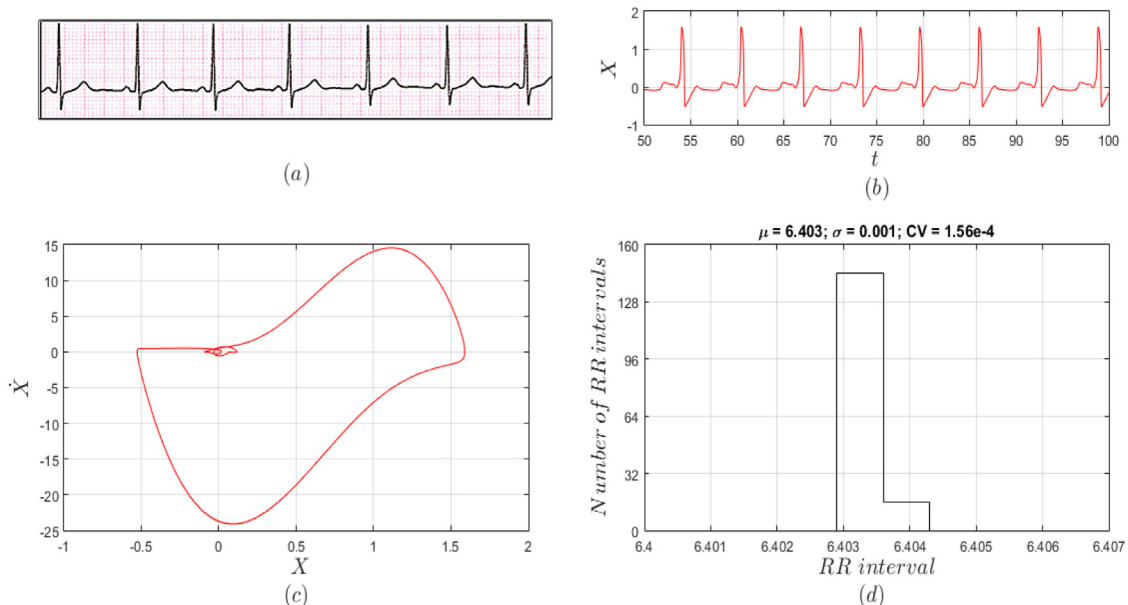 (a)
2
1
0
-1
X
50 55 60 65 70 75 80 85 90 95 100
t
(b)
15
10
5
0
-5
-10
-15
-20
-25
Ẋ
-1 -0.5 0 0.5 1 1.5 2
X
(c)
μ = 6.403; σ = 0.001; CV = 1.56e-4
160
128
96
64
32
0
Number of RR intervals
6.4 6.401 6.402 6.403 6.404 6.405 6.406 6.407
RR interval
(d)